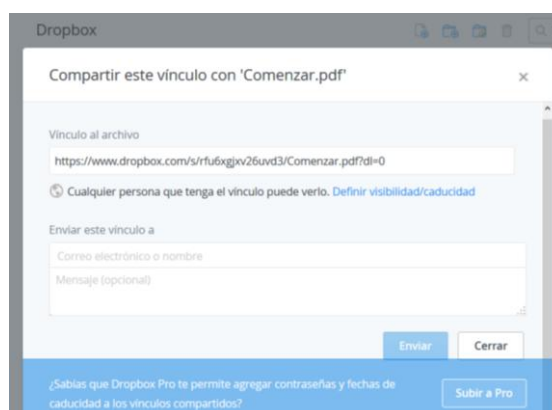 Dropbox
Compartir este vínculo con 'Comenzar.pdf'
Vínculo al archivo
https://www.dropbox.com/s/rfu6xgjxv26uvd3/Comenzar.pdf?dl=0
Cualquier persona que tenga el vínculo puede verlo. Definir visibilidad/caducidad
Enviar este vínculo a
Correo electrónico o nombre
Mensaje (opcional)
Enviar Cerrar
¿Sabías que Dropbox Pro te permite agregar contraseñas y fechas de
caducidad a los vínculos compartidos?
Subir a Pro